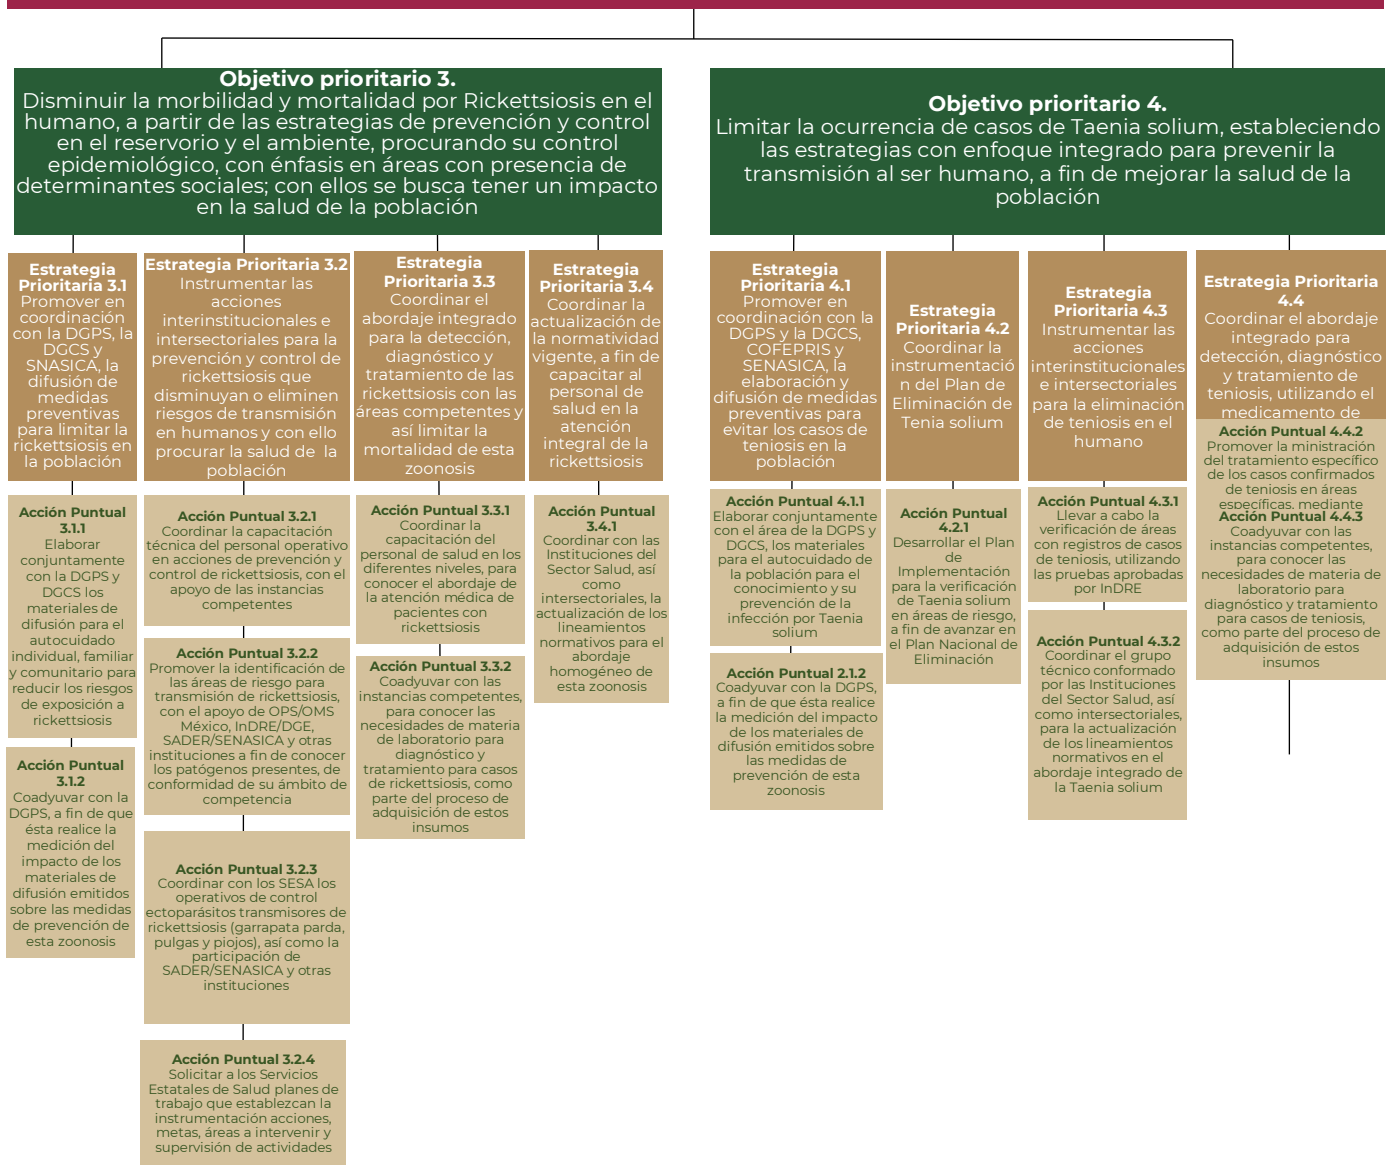 Objetivo prioritario 3.
Disminuir la morbilidad y mortalidad por Rickettsiosis en el
humano, a partir de las estrategias de prevención y control
en el reservorio y el ambiente, procurando su control
epidemiológico, con énfasis en áreas con presencia de
determinantes sociales; con ellos se busca tener un impacto
en la salud de la población
Objetivo prioritario 4.
Limitar la ocurrencia de casos de Taenia solium, estableciendo
las estrategias con enfoque integrado para prevenir la
transmisión al ser humano, a fin de mejorar la salud de la
población
Estrategia
Prioritaria 3.1
Promover en
coordinación
con la DGPS, la
DGCS y
SNASICA, la
difusión de
medidas
preventivas
para limitar la
rickettsiosis en
la población
Estrategia Prioritaria 3.2
Instrumentar las
acciones
interinstitucionales e
intersectoriales para la
prevención y control de
rickettsiosis que
disminuyan o eliminen
riesgos de transmisión
en humanos y con ello
procurar la salud de la
población
Estrategia
Prioritaria 3.3
Coordinar el
abordaje integrado
para la detección,
diagnóstico y
tratamiento de las
rickettsiosis con las
áreas competentes y
así limitar la
mortalidad de esta
zoonosis
Estrategia
Prioritaria 3.4
Coordinar la
actualización de
la normatividad
vigente, a fin de
capacitar al
personal de
salud en la
atención
integral de la
rickettsiosis
Estrategia
Prioritaria 4.1
Promover en
coordinación con la
DGPS y la DGCS,
COFEPRIS y
SENASICA, la
elaboración y
difusión de medidas
preventivas para
evitar los casos de
teniosis en la
población
Estrategia
Prioritaria 4.2
Coordinar la
instrumentació
n del Plan de
Eliminación de
Tenia solium
Estrategia
Prioritaria 4.3
Instrumentar las
acciones
interinstitucionales
e intersectoriales
para la eliminación
de teniosis en el
humano
Estrategia Prioritaria
4.4
Coordinar el abordaje
integrado para
detección, diagnóstico
y tratamiento de
teniosis, utilizando el
medicamento de
Acción Puntual
3.1.1
Elaborar
conjuntamente
con la DGPS y
DGCS los
materiales de
difusión para el
autocuidado
individual, familiar
y comunitario para
reducir los riesgos
de exposición a
rickettsiosis
Acción Puntual
3.1.2
Coadyuvar con la
DGPS, a fin de que
ésta realice la
medición del
impacto de los
materiales de
difusión emitidos
sobre las medidas
de prevención de
esta zoonosis
Acción Puntual 3.2.1
Coordinar la capacitación
técnica del personal operativo
en acciones de prevención y
control de rickettsiosis, con el
apoyo de las instancias
competentes
Acción Puntual 3.2.2
Promover la identificación de
las áreas de riesgo para
transmisión de rickettsiosis,
con el apoyo de OPS/OMS
México, InDRE/DGE,
SADER/SENASICA y otras
instituciones a fin de conocer
los patógenos presentes, de
conformidad de su ámbito de
competencia
Acción Puntual 3.2.3
Coordinar con los SESA los
operativos de control
ectoparásitos transmisores de
rickettsiosis (garrapata parda,
pulgas y piojos), así como la
participación de
SADER/SENASICA y otras
instituciones
Acción Puntual 3.2.4
Solicitar a los Servicios
Estatales de Salud planes de
trabajo que establezcan la
instrumentación acciones,
metas, áreas a intervenir y
supervisión de actividades
Acción Puntual 3.3.1
Coordinar la
capacitación del
personal de salud en los
diferentes niveles, para
conocer el abordaje de
la atención médica de
pacientes con
rickettsiosis
Acción Puntual 3.3.2
Coadyuvar con las
instancias competentes,
para conocer las
necesidades de materia
de laboratorio para
diagnóstico y
tratamiento para casos
de rickettsiosis, como
parte del proceso de
adquisición de estos
insumos
Acción Puntual
3.4.1
Coordinar con las
Instituciones del
Sector Salud, así
como
intersectoriales, la
actualización de los
lineamientos
normativos para el
abordaje
homogéneo de
esta zoonosis
Acción Puntual 4.1.1
Elaborar conjuntamente
con el área de la DGPS y
DGCS, los materiales
para el autocuidado de
la población para el
conocimiento y su
prevención de la
infección por Taenia
solium
Acción Puntual 2.1.2
Coadyuvar con la DGPS,
a fin de que ésta realice
la medición del impacto
de los materiales de
difusión emitidos sobre
las medidas de
prevención de esta
zoonosis
Acción Puntual
4.2.1
Desarrollar el Plan
de
Implementación
para la verificación
de Taenia solium
en áreas de riesgo,
a fin de avanzar en
el Plan Nacional de
Eliminación
Acción Puntual 4.3.1
Llevar a cabo la
verificación de áreas
con registros de casos
de teniosis, utilizando
las pruebas aprobadas
por InDRE
Acción Puntual 4.3.2
Coordinar el grupo
técnico conformado
por las Instituciones
del Sector Salud, así
como intersectoriales,
para la actualización
de los lineamientos
normativos en el
abordaje integrado de
la Taenia solium
Acción Puntual 4.4.2
Promover la ministración
del tratamiento específico
de los casos confirmados
de teniosis en áreas
específicas, mediante
Acción Puntual 4.4.3
Coadyuvar con las
instancias competentes,
para conocer las
necesidades de materia de
laboratorio para
diagnóstico y tratamiento
para casos de teniosis,
como parte del proceso de
adquisición de estos
insumos